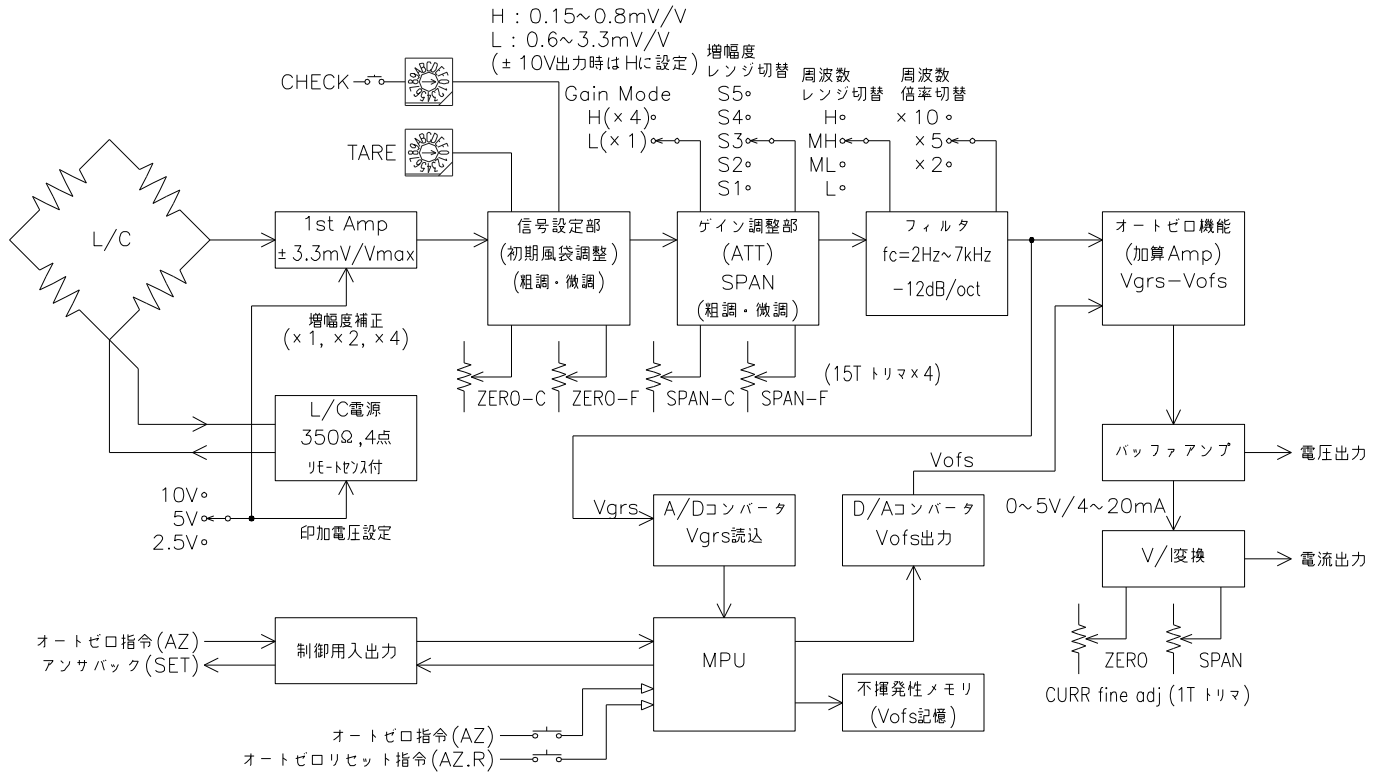 H : 0.15~0.8mV/V
L : 0.6~3.3mV/V
(± 10V出力時は Hに設定)
CHECK
TARE
Gain Mode
H(×4)
L(×1)
増幅度
レンジ切替
S5
S4
S3
S2
S1
周波数
レンジ切替
H
MH
ML
L
周波数
倍率切替
×10
×5
×2
L/C
1st Amp
±3.3mV/Vmax
信号設定部
(初期風袋調整)
(粗調・微調)
ゲイン調整部
(ATT)
SPAN
(粗調・微調)
フィルタ
fc=2Hz~7kHz
-12dB/oct
オートゼロ機能
(加算Amp)
Vgrs-Vofs
増幅度補正
(×1, ×2, ×4)
ZERO-C
ZERO-F
SPAN-C
SPAN-F
(15T トリマ×4)
L/C電源
350Ω,4点
リモートセンス付
10V
5V
2.5V
印加電圧設定
Vgrs
A/Dコンバータ
Vgrs読込
Vofs
D/Aコンバータ
Vofs出力
バッファアンプ
電圧出力
0~5V/4~20mA
V/I変換
電流出力
ZERO
SPAN
CURR fine adj (1T トリマ)
オートゼロ指令(AZ)
アンサバック(SET)
制御用入出力
MPU
不揮発性メモリ
(Vofs記憶)
オートゼロ指令(AZ)
オートゼロリセット指令(AZ.R)